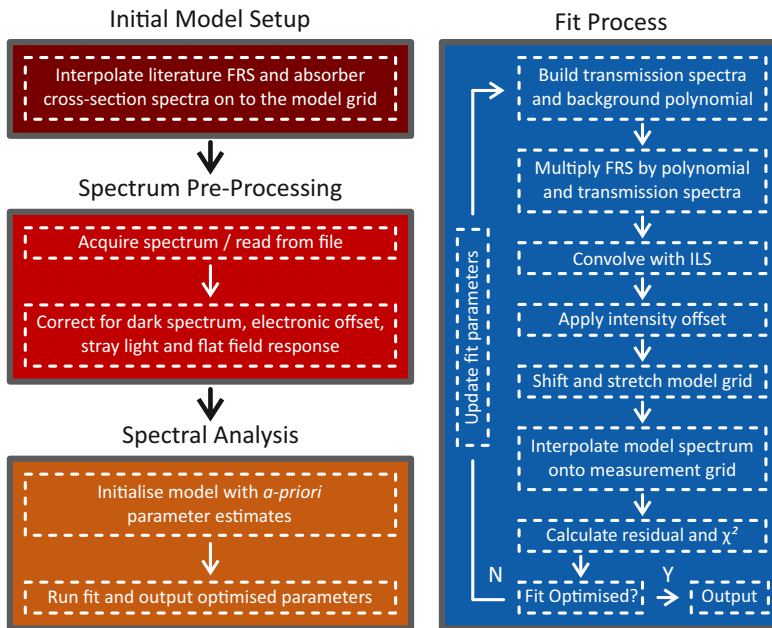 Initial Model Setup
Interpolate literature FRS and absorber
cross-section spectra on to the model grid
Spectrum Pre-Processing
Acquire spectrum / read from file
Correct for dark spectrum, electronic offset,
stray light and flat field response
Spectral Analysis
Initialise model with a-priori
parameter estimates
Run fit and output optimised parameters
Fit Process
Build transmission spectra
and background polynomial
Multiply FRS by polynomial
and transmission spectra
Convolve with ILS
Apply intensity offset
Shift and stretch model grid
Interpolate model spectrum
onto measurement grid
Calculate residual and χ²
Fit Optimised?
Y
Output
N
Update fit parameters